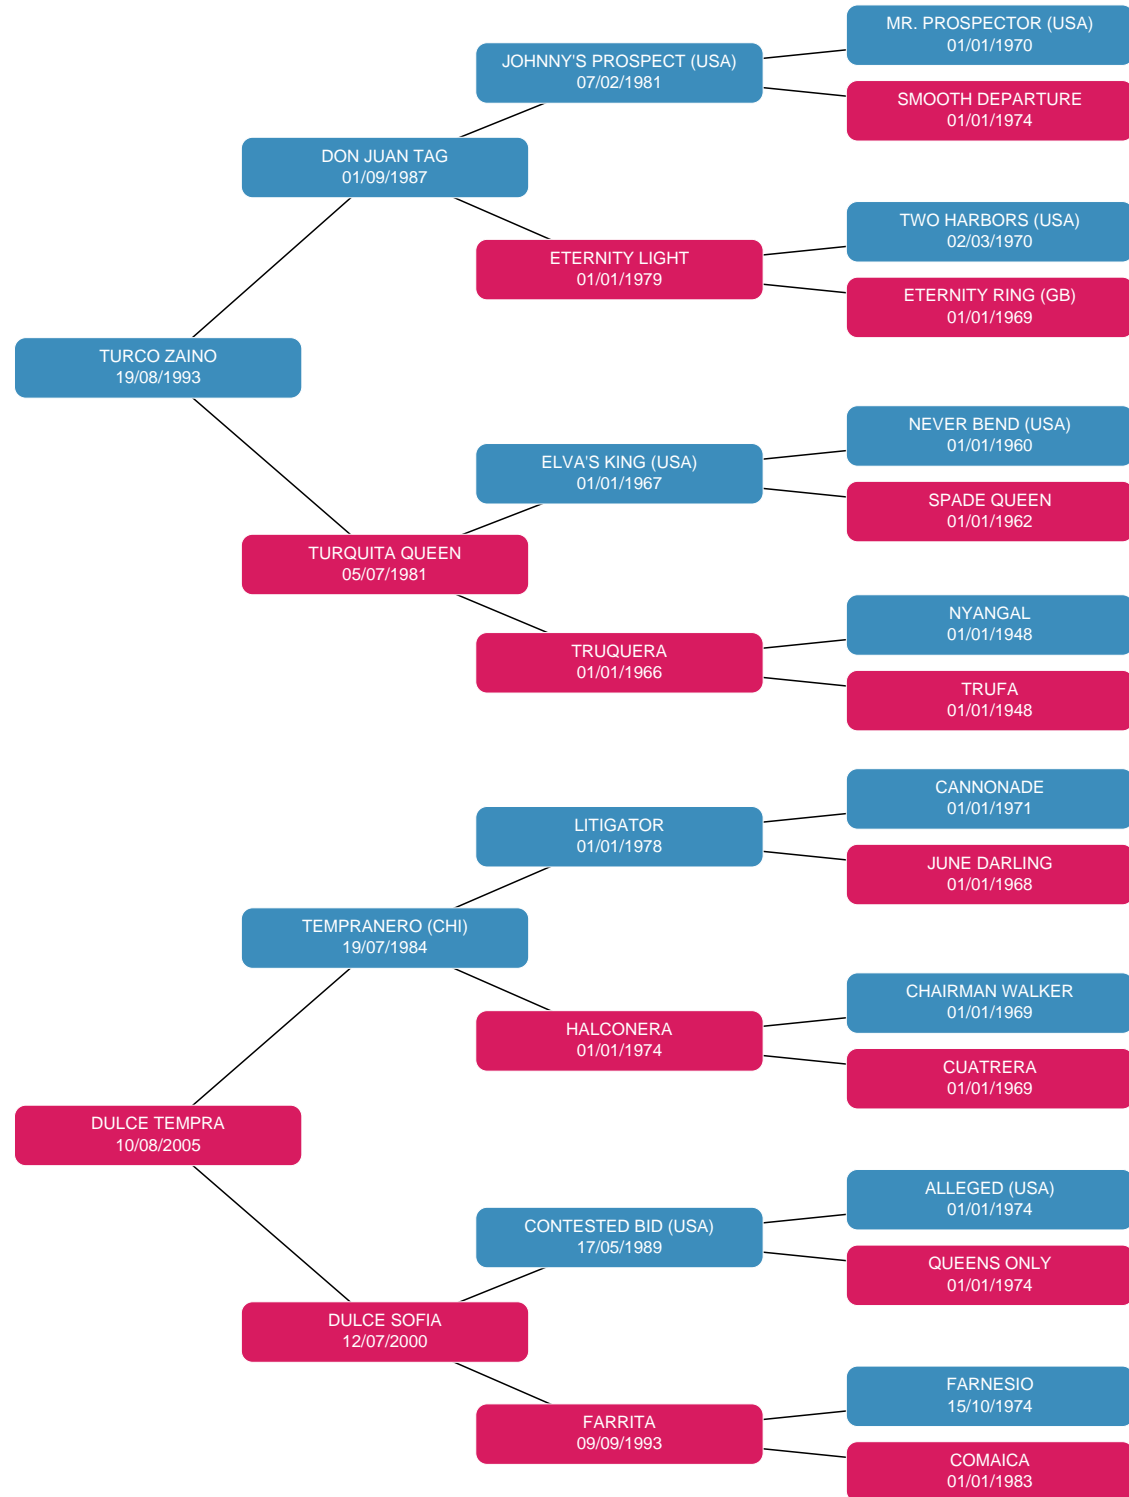 MR. PROSPECTOR (USA)
01/01/1970
JOHNNY'S PROSPECT (USA)
07/02/1981
SMOOTH DEPARTURE
01/01/1974
DON JUAN TAG
01/09/1987
TWO HARBORS (USA)
02/03/1970
ETERNITY LIGHT
01/01/1979
ETERNITY RING (GB)
01/01/1969
TURCO ZAINO
19/08/1993
NEVER BEND (USA)
01/01/1960
ELVA'S KING (USA)
01/01/1967
SPADE QUEEN
01/01/1962
TURQUITA QUEEN
05/07/1981
NYANGAL
01/01/1948
TRUQUERA
01/01/1966
TRUFA
01/01/1948
CANNONADE
01/01/1971
LITIGATOR
01/01/1978
JUNE DARLING
01/01/1968
TEMPRANERO (CHI)
19/07/1984
CHAIRMAN WALKER
01/01/1969
HALCONERA
01/01/1974
CUATRERA
01/01/1969
DULCE TEMPRA
10/08/2005
ALLEGED (USA)
01/01/1974
CONTESTED BID (USA)
17/05/1989
QUEENS ONLY
01/01/1974
DULCE SOFIA
12/07/2000
FARNESIO
15/10/1974
FARRITA
09/09/1993
COMAICA
01/01/1983